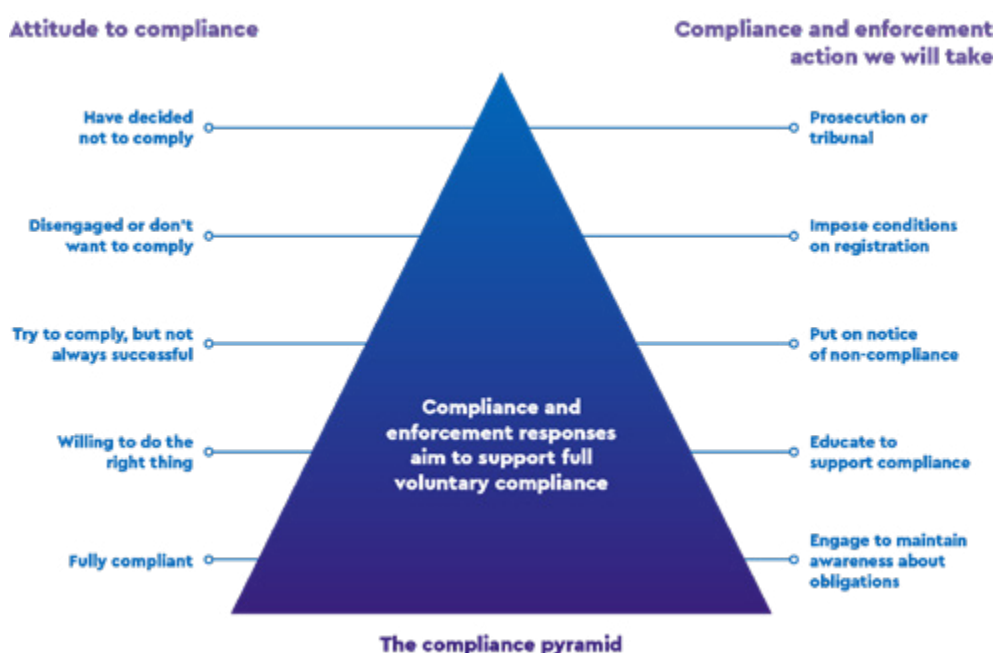 Attitude to compliance
Compliance and enforcement
action we will take
Have decided
not to comply
Prosecution or
tribunal
Disengaged or don't
want to comply
Impose conditions
on registration
Try to comply, but not
always successful
Put on notice
of non-compliance
Compliance and
enforcement responses
aim to support full
voluntary compliance
Willing to do the
right thing
Educate to
support compliance
Fully compliant
Engage to maintain
awareness about
obligations
The compliance pyramid